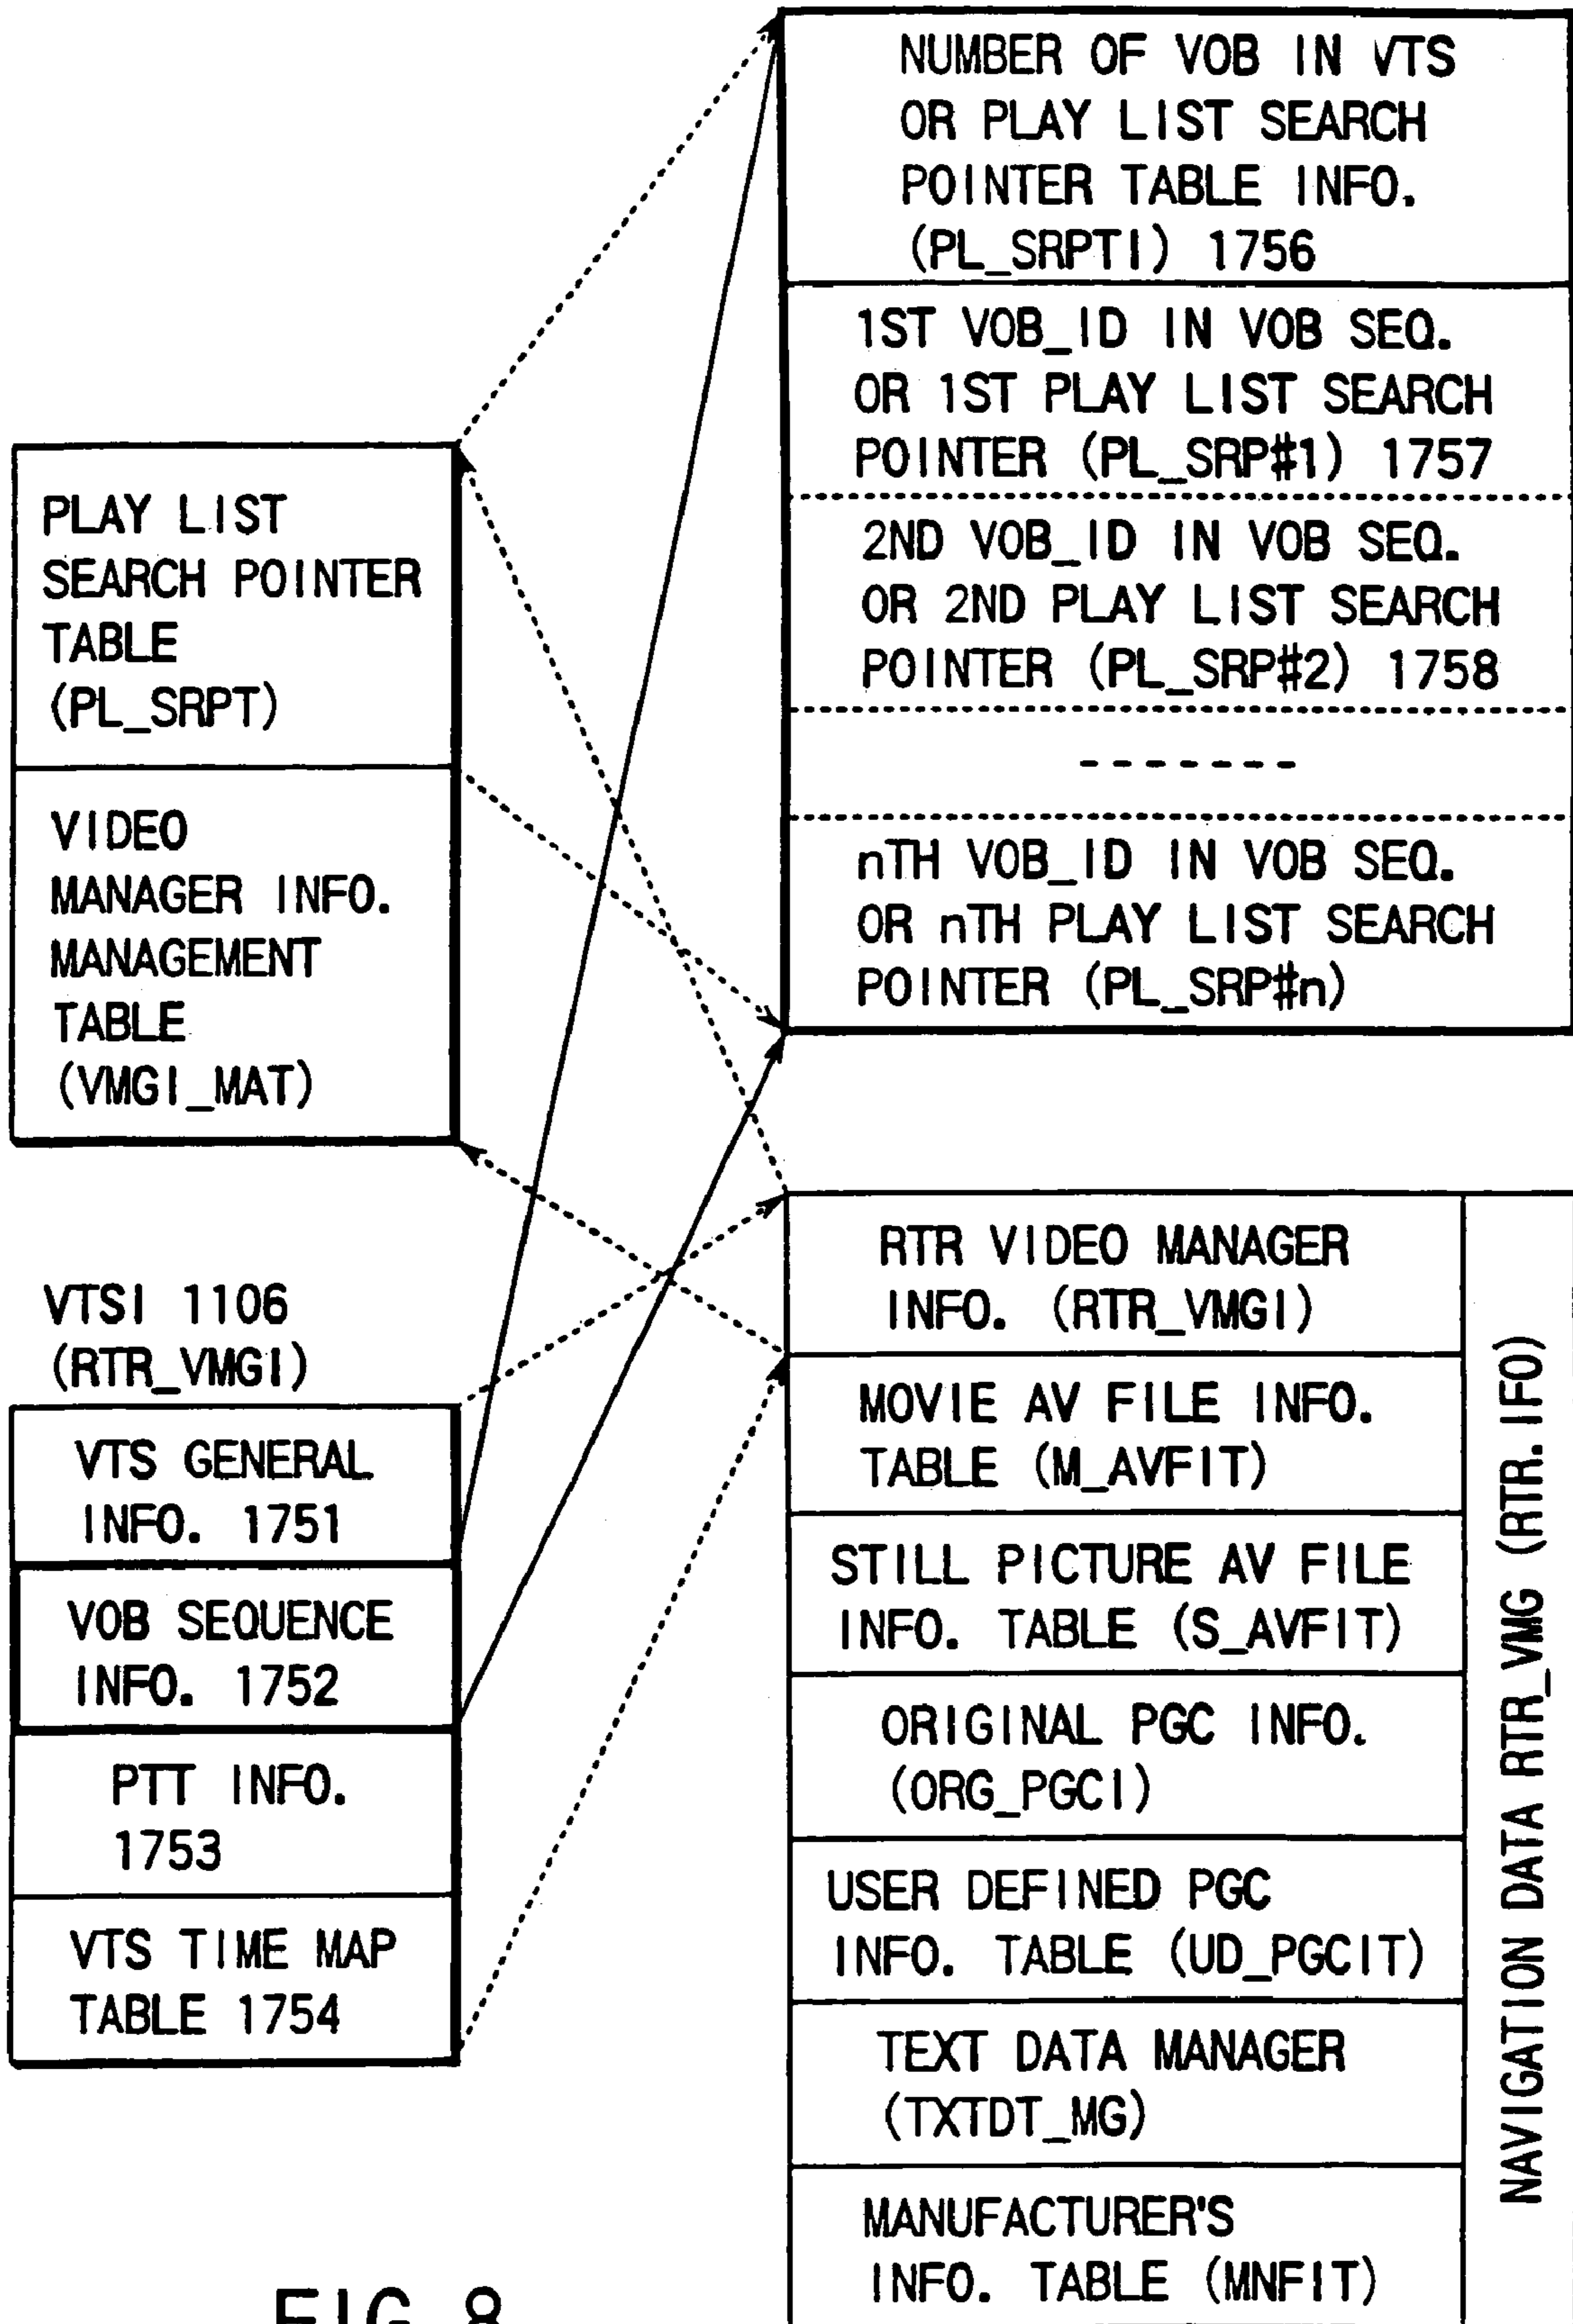 NUMBER OF VOB IN VTS
OR PLAY LIST SEARCH
POINTER TABLE INFO.
(PL_SRPTI) 1756
1ST VOB_ID IN VOB SEQ.
OR 1ST PLAY LIST SEARCH
POINTER (PL_SRP#1) 1757
2ND VOB_ID IN VOB SEQ.
OR 2ND PLAY LIST SEARCH
POINTER (PL_SRP#2) 1758
-------
nTH VOB_ID IN VOB SEQ.
OR nTH PLAY LIST SEARCH
POINTER (PL_SRP#n)
PLAY LIST
SEARCH POINTER
TABLE
(PL_SRPT)
VIDEO
MANAGER INFO.
MANAGEMENT
TABLE
(VMGI_MAT)
VTSI 1106
(RTR_VMGI)
VTS GENERAL
INFO. 1751
VOB SEQUENCE
INFO. 1752
PTT INFO.
1753
VTS TIME MAP
TABLE 1754
RTR VIDEO MANAGER
INFO. (RTR_VMGI)
MOVIE AV FILE INFO.
TABLE (M_AVFIT)
STILL PICTURE AV FILE
INFO. TABLE (S_AVFIT)
ORIGINAL PGC INFO.
(ORG_PGCI)
USER DEFINED PGC
INFO. TABLE (UD_PGCIT)
TEXT DATA MANAGER
(TXTDT_MG)
MANUFACTURER'S
INFO. TABLE (MNFIT)
NAVIGATION DATA RTR_VMG (RTR.IFO)
FIG. 8